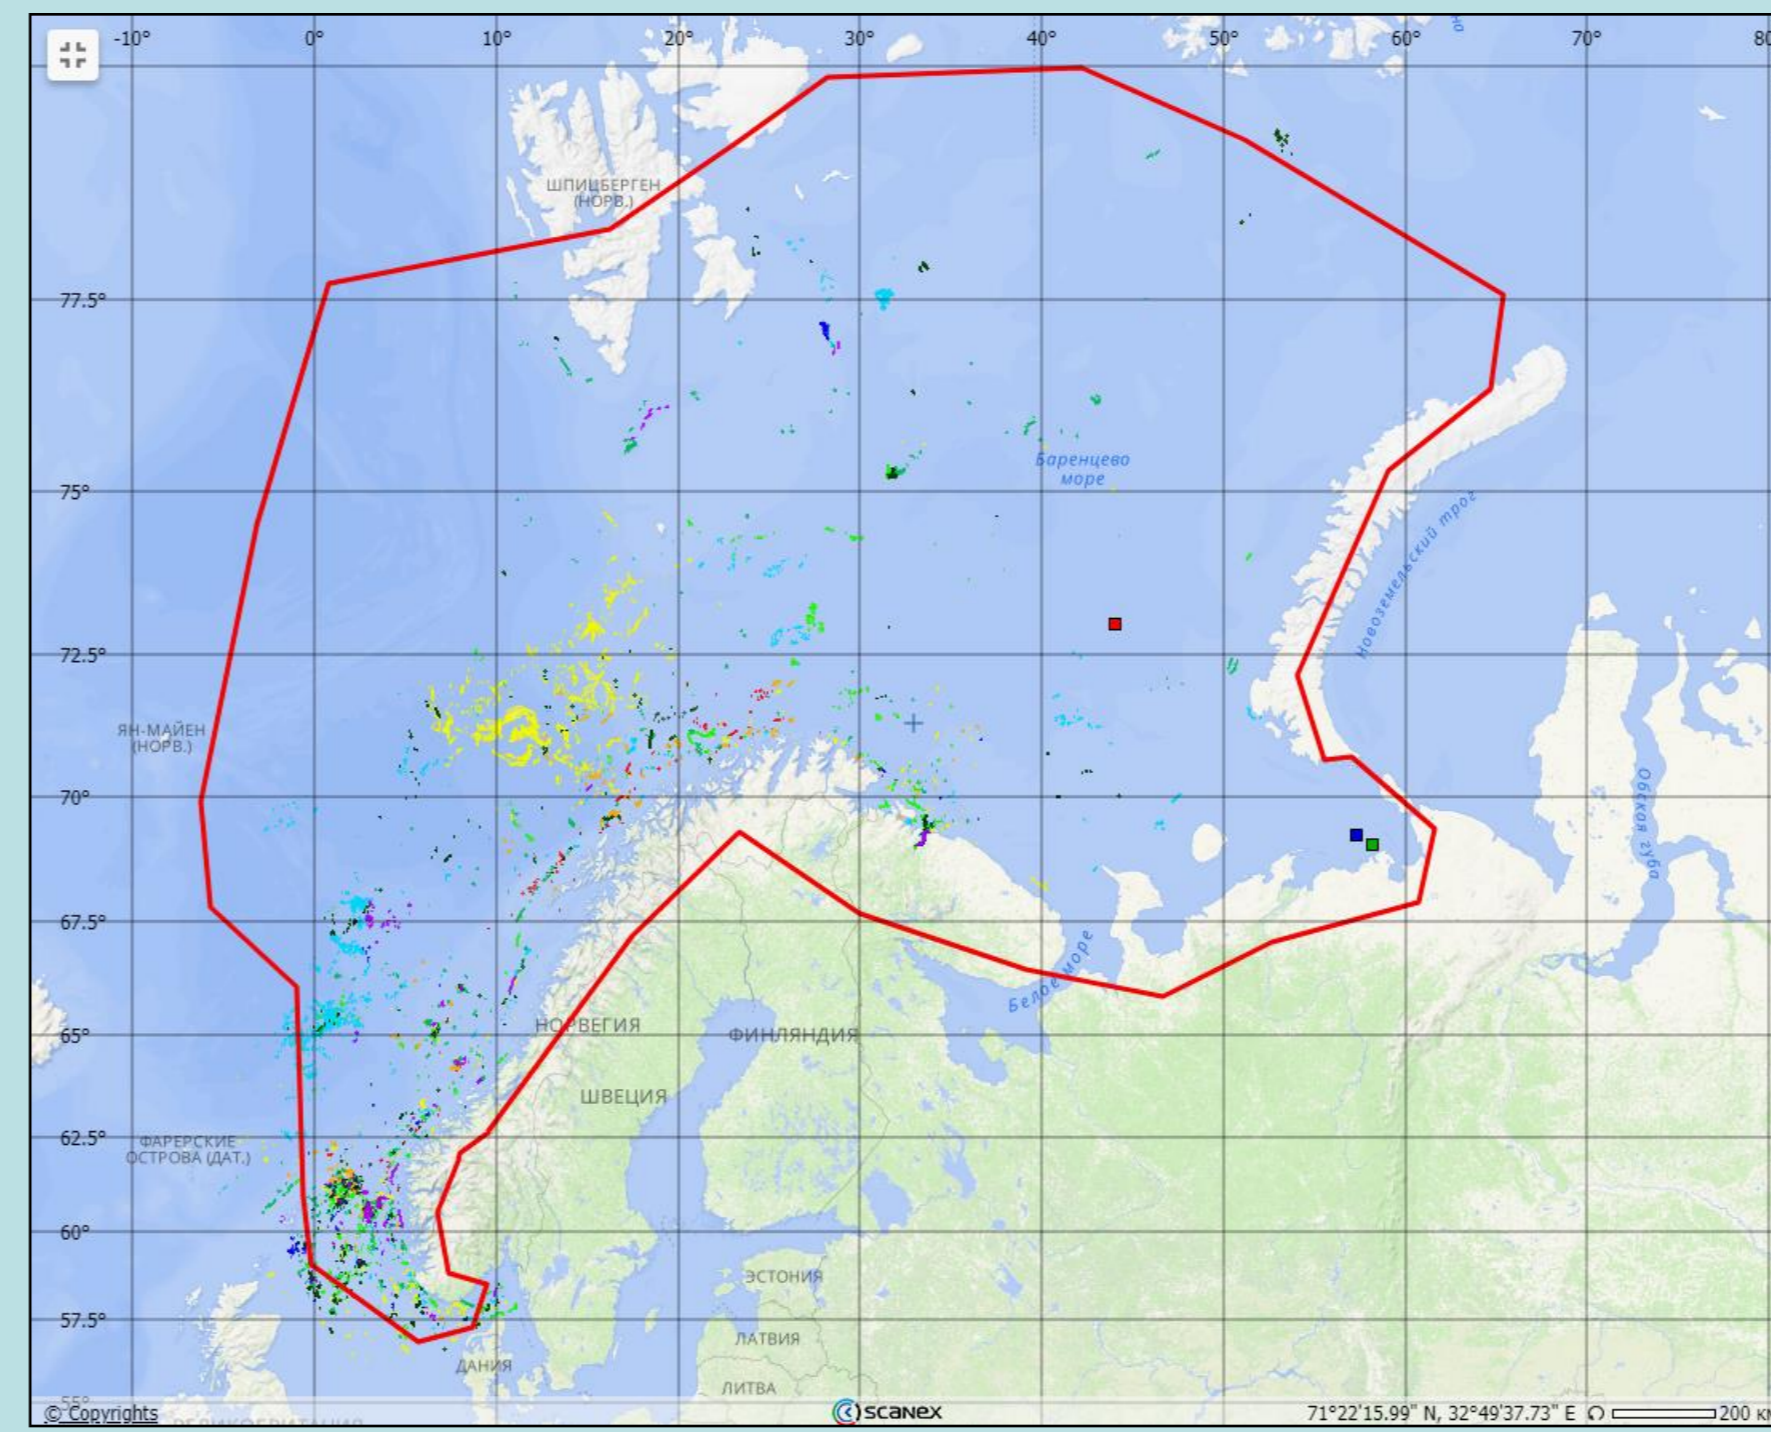 -10° 0° 10° 20° 30° 40° 50° 60° 70° 80
ШПИЦБЕРГЕН
(НОРВ.)
77.5°
Баренцево
море
75°
Новоземельский трог
72.5°
ЯН-МАЙЕН
(НОРВ.)
70°
Обская губа
67.5°
Белое море
НОРВЕГИЯ
ФИНЛЯНДИЯ
65°
ШВЕЦИЯ
62.5°
ФАРЕРСКИЕ
ОСТРОВА (ДАТ.)
60°
ЭСТОНИЯ
57.5°
ЛАТВИЯ
ДАНИЯ
ЛИТВА
55°
© Copyrights
ВЕЛИКОБРИТАНИЯ
scanex
71°22'15.99" N, 32°49'37.73" E
200 км